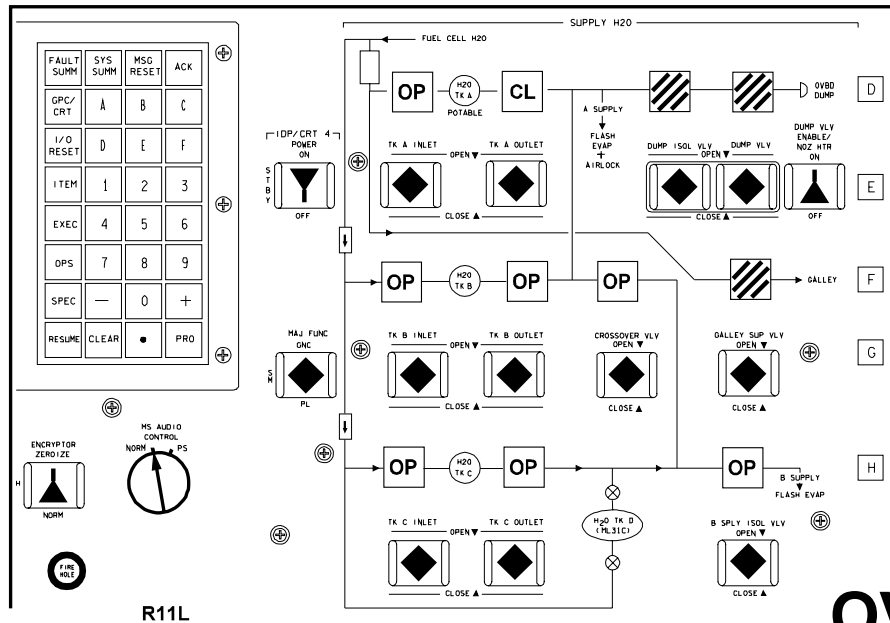 SUPPLY H2O
FUEL CELL H2O
FAULT SUMM
SYS SUMM
MSG RESET
ACK
GPC/ CRT
A
B
C
I/O RESET
D
E
F
ITEM
1
2
3
EXEC
4
5
6
OPS
7
8
9
SPEC
—
0
+
RESUME
CLEAR
•
PRO
OP
H2O
TK A
POTABLE
CL
A SUPPLY
FLASH
EVAP
+
AIRLOCK
OVBD
DUMP
D
IDP/CRT 4
POWER
ON
STBY
OFF
TK A INLET
OPEN ▼
TK A OUTLET
CLOSE ▲
DUMP ISOL VLV
DUMP VLV
OPEN ▼
CLOSE ▲
DUMP VLV
ENABLE/
NOZ HTR
ON
OFF
E
OP
H2O
TK B
OP
OP
GALLEY
F
MAJ FUNC
GNC
SM
PL
TK B INLET
OPEN ▼
TK B OUTLET
CLOSE ▲
CROSSOVER VLV
OPEN ▼
CLOSE ▲
GALLEY SUP VLV
OPEN ▼
CLOSE ▲
G
ENCRYPTOR
ZEROIZE
H
NORM
MS AUDIO
CONTROL
NORM
PS
OP
H2O
TK C
OP
OP
B SUPPLY
FLASH EVAP
H
H2O TK D
(ML31C)
TK C INLET
OPEN ▼
TK C OUTLET
CLOSE ▲
B SPLY ISOL VLV
OPEN ▼
CLOSE ▲
FIRE
HOLE
R11L